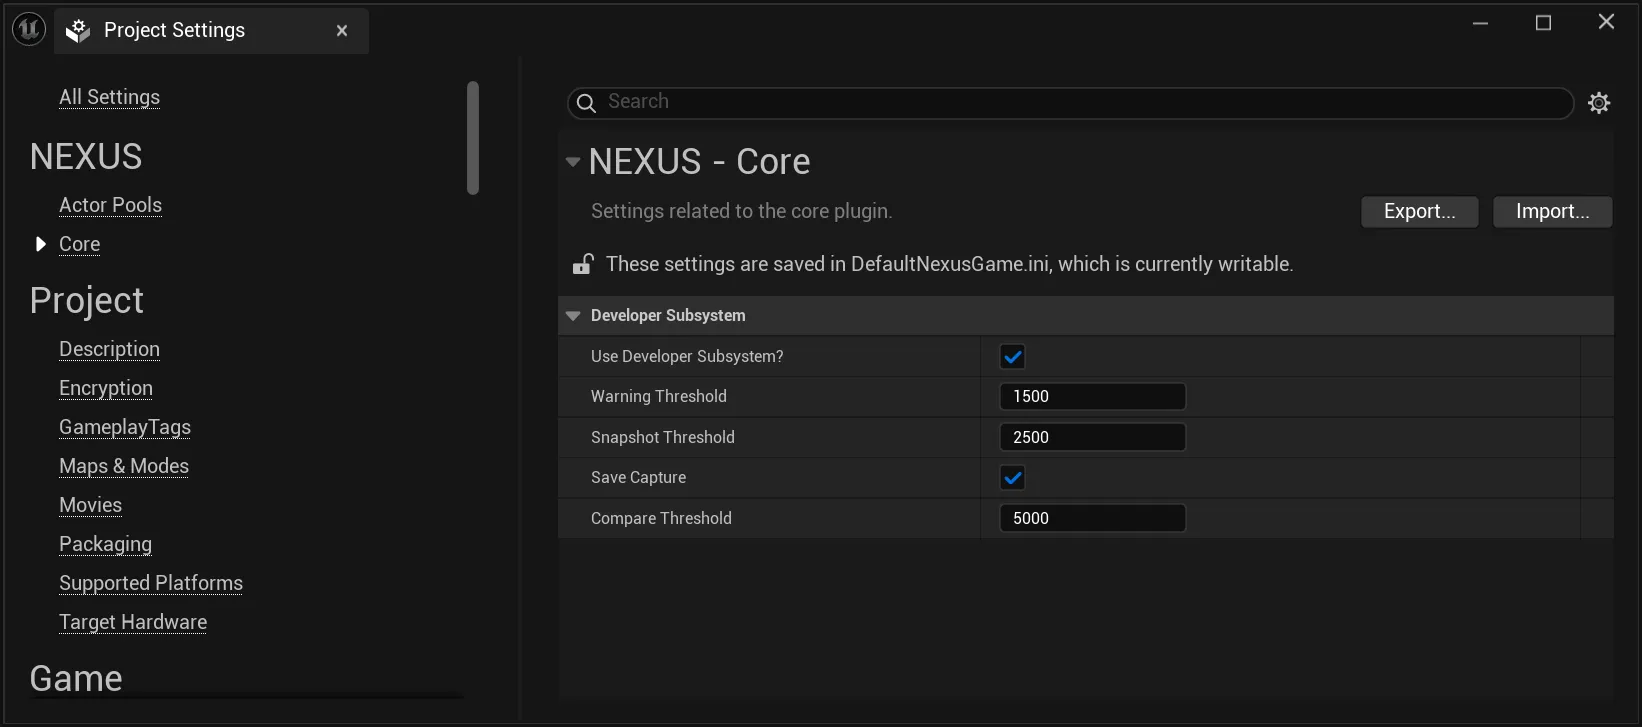 Project Settings
All Settings
NEXUS
Actor Pools
Core
Project
Description
Encryption
GameplayTags
Maps & Modes
Movies
Packaging
Supported Platforms
Target Hardware
Game
Search
NEXUS - Core
Settings related to the core plugin.
Export...
Import...
These settings are saved in DefaultNexusGame.ini, which is currently writable.
Developer Subsystem
Use Developer Subsystem?
Warning Threshold
1500
Snapshot Threshold
2500
Save Capture
Compare Threshold
5000